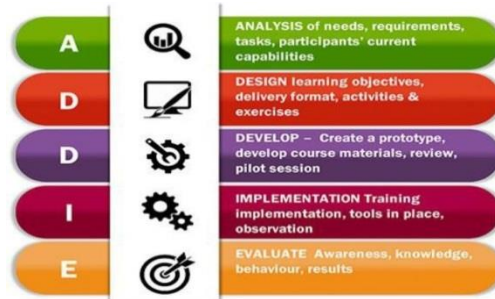 A
ANALYSIS of needs, requirements,
tasks, participants' current
capabilities
D
DESIGN learning objectives,
delivery format, activities &
exercises
D
DEVELOP – Create a prototype,
develop course materials, review,
pilot session
I
IMPLEMENTATION Training
implementation, tools in place,
observation
E
EVALUATE Awareness, knowledge,
behaviour, results